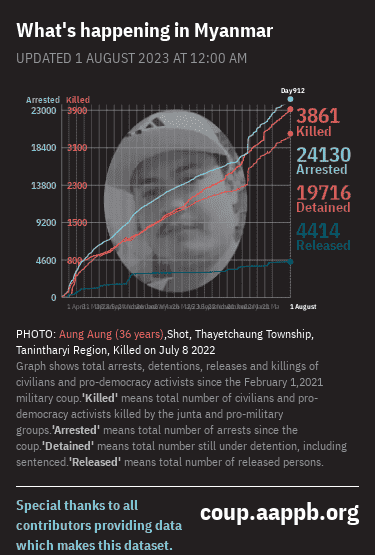 What's happening in Myanmar
UPDATED 1 AUGUST 2023 AT 12:00 AM
Day912
Arrested Killed
23000 3900
3861
Killed
18400 3100
24130
Arrested
13800 2300
19716
Detained
9200 1500
4414
Released
4600 800
0
1 August
PHOTO: Aung Aung (36 years),Shot, Thayetchaung Township,
Tanintharyi Region, Killed on July 8 2022
Graph shows total arrests, detentions, releases and killings of
civilians and pro-democracy activists since the February 1,2021
military coup.'Killed' means total number of civilians and pro-
democracy activists killed by the junta and pro-military
groups.'Arrested' means total number of arrests since the
coup.'Detained' means total number still under detention, including
sentenced.'Released' means total number of released persons.
Special thanks to all
contributors providing data
which makes this dataset.
coup.aappb.org